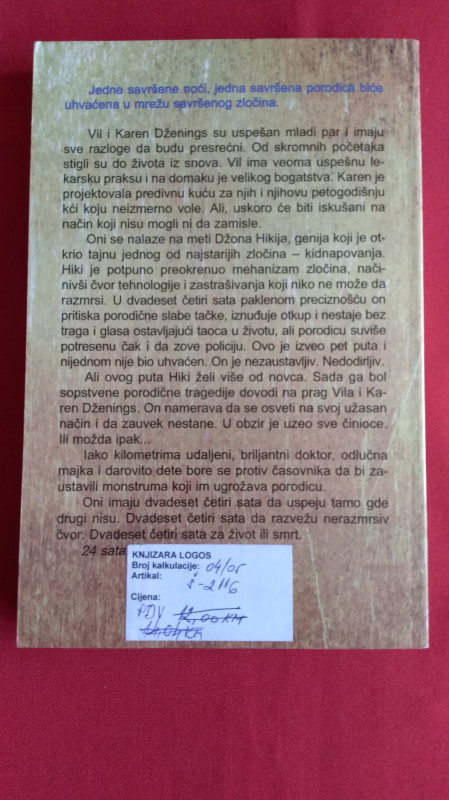 Jedne savršene noći, jedna savršena porodica biće
uhvaćena u mrežu savršenog zločina.
Vil i Karen Dženings su uspešan mladi par i imaju
sve razloge da budu presrećni. Od skromnih početaka
stigli su do života iz snova. Vil ima veoma uspešnu le-
karsku praksu i na domaku je velikog bogatstva. Karen je
projektovala predivnu kuću za njih i njihovu petogodišnju
kći koju neizmerno vole. Ali, uskoro će biti iskušani na
način koji nisu mogli ni da zamisle.
Oni se nalaze na meti Džona Hikija, genija koji je ot-
krio tajnu jednog od najstarijih zločina – kidnapovanja.
Hiki je potpuno preokrenuo mehanizam zločina, nači-
nivši čvor tehnologije i zastrašivanja koji niko ne može da
razmrsi. U dvadeset četiri sata paklenom preciznošću on
pritiska porodične slabe tačke, iznuđuje otkup i nestaje bez
traga i glasa ostavljajući taoca u životu, ali porodicu suviše
potresenu čak i da zove policiju. Ovo je izveo pet puta i
nijednom nije bio uhvaćen. On je nezaustavljiv. Nedodirljiv.
Ali ovog puta Hiki želi više od novca. Sada ga bol
sopstvene porodične tragedije dovodi na prag Vila i Ka-
ren Dženings. On namerava da se osveti na svoj užasan
način i da zauvek nestane. U obzir je uzeo sve činioce.
Ili možda ipak...
Iako kilometrima udaljeni, briljantni doktor, odlučna
majka i darovito dete bore se protiv časovnika da bi za-
ustavili monstruma koji im ugrožava porodicu.
Oni imaju dvadeset četiri sata da uspeju tamo gde
drugi nisu. Dvadeset četiri sata da razvežu nerazmrsiv
čvor. Dvadeset četiri sata za život ili smrt.
24 sata
KNJIZARA LOGOS
Broj kalkulacije: 04/05
Artikal: Š-2116
Cijena:
PDV 12,00 KM